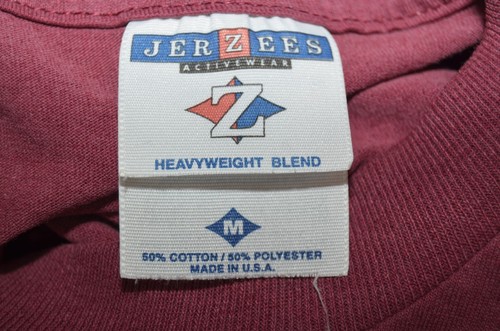 JERZEES
ACTIVEWEAR
Z
HEAVYWEIGHT BLEND
M
50% COTTON / 50% POLYESTER
MADE IN U.S.A.